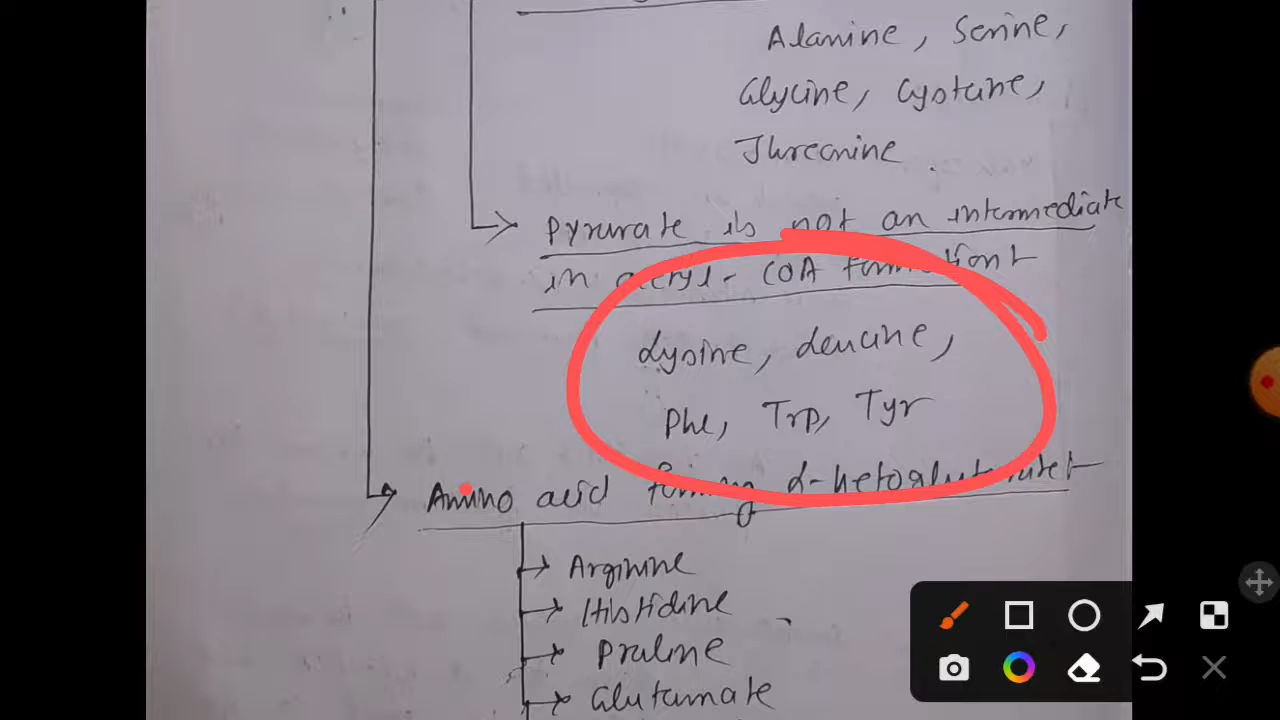 Alanine, Serine,
Glycine, Cysteine,
Threonine
Pyruvate is not an intermediate
in acetyl-COA formation
Lysine, Leucine,
Phe, Trp, Tyr
Amino acid forming α-ketoglutarate
Arginine
Histidine
Proline
Glutamate